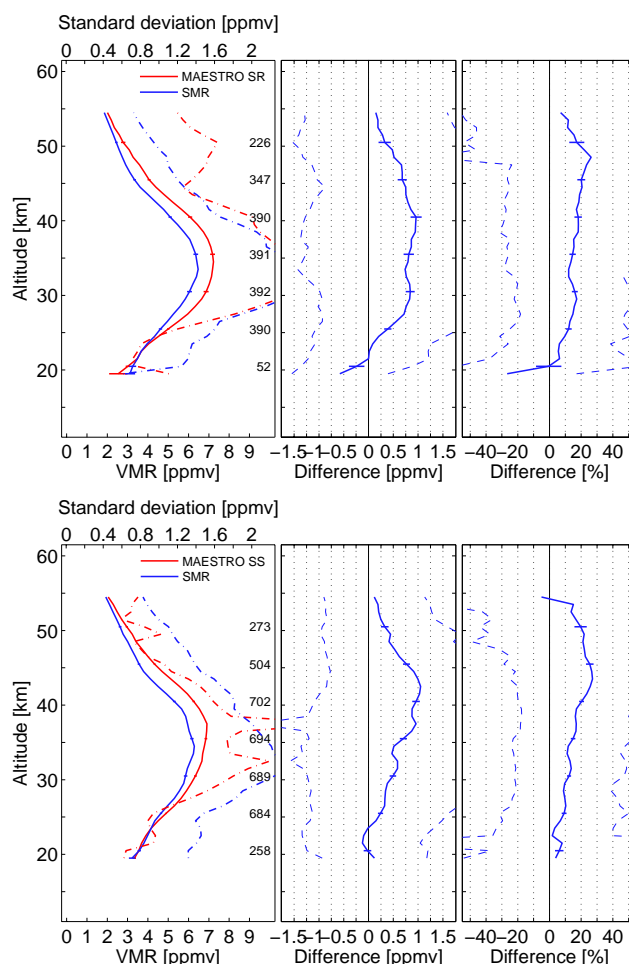 Standard deviation [ppmv]
0 0.4 0.8 1.2 1.6 2
60
50
40
30
20
Altitude [km]
MAESTRO SR
SMR
226
347
390
391
392
390
52
0 1 2 3 4 5 6 7 8 9
VMR [ppmv]
−1.5−1−0.5 0 0.5 1 1.5
Difference [ppmv]
−40−20 0 20 40
Difference [%]
Standard deviation [ppmv]
0 0.4 0.8 1.2 1.6 2
60
50
40
30
20
Altitude [km]
MAESTRO SS
SMR
273
504
702
694
689
684
258
0 1 2 3 4 5 6 7 8 9
VMR [ppmv]
−1.5−1−0.5 0 0.5 1 1.5
Difference [ppmv]
−40−20 0 20 40
Difference [%]